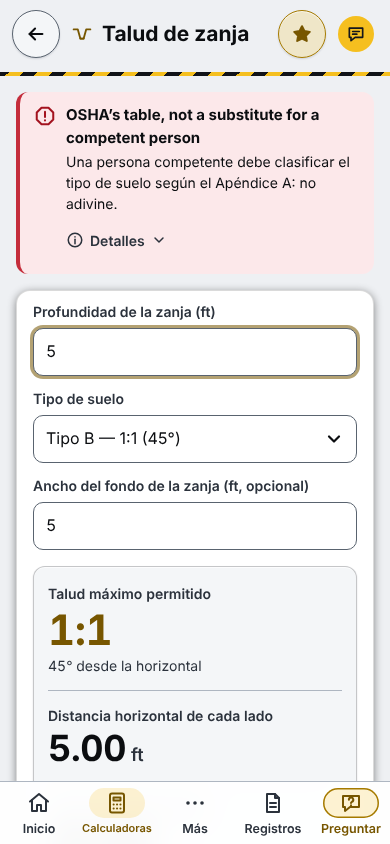 Talud de zanja
OSHA's table, not a substitute for a
competent person
Una persona competente debe clasificar el
tipo de suelo según el Apéndice A: no
adivine.
Detalles
Profundidad de la zanja (ft)
5
Tipo de suelo
Tipo B — 1:1 (45°)
Ancho del fondo de la zanja (ft, opcional)
5
Talud máximo permitido
1:1
45° desde la horizontal
Distancia horizontal de cada lado
5.00 ft
Inicio
Calculadoras
Más
Registros
Preguntar